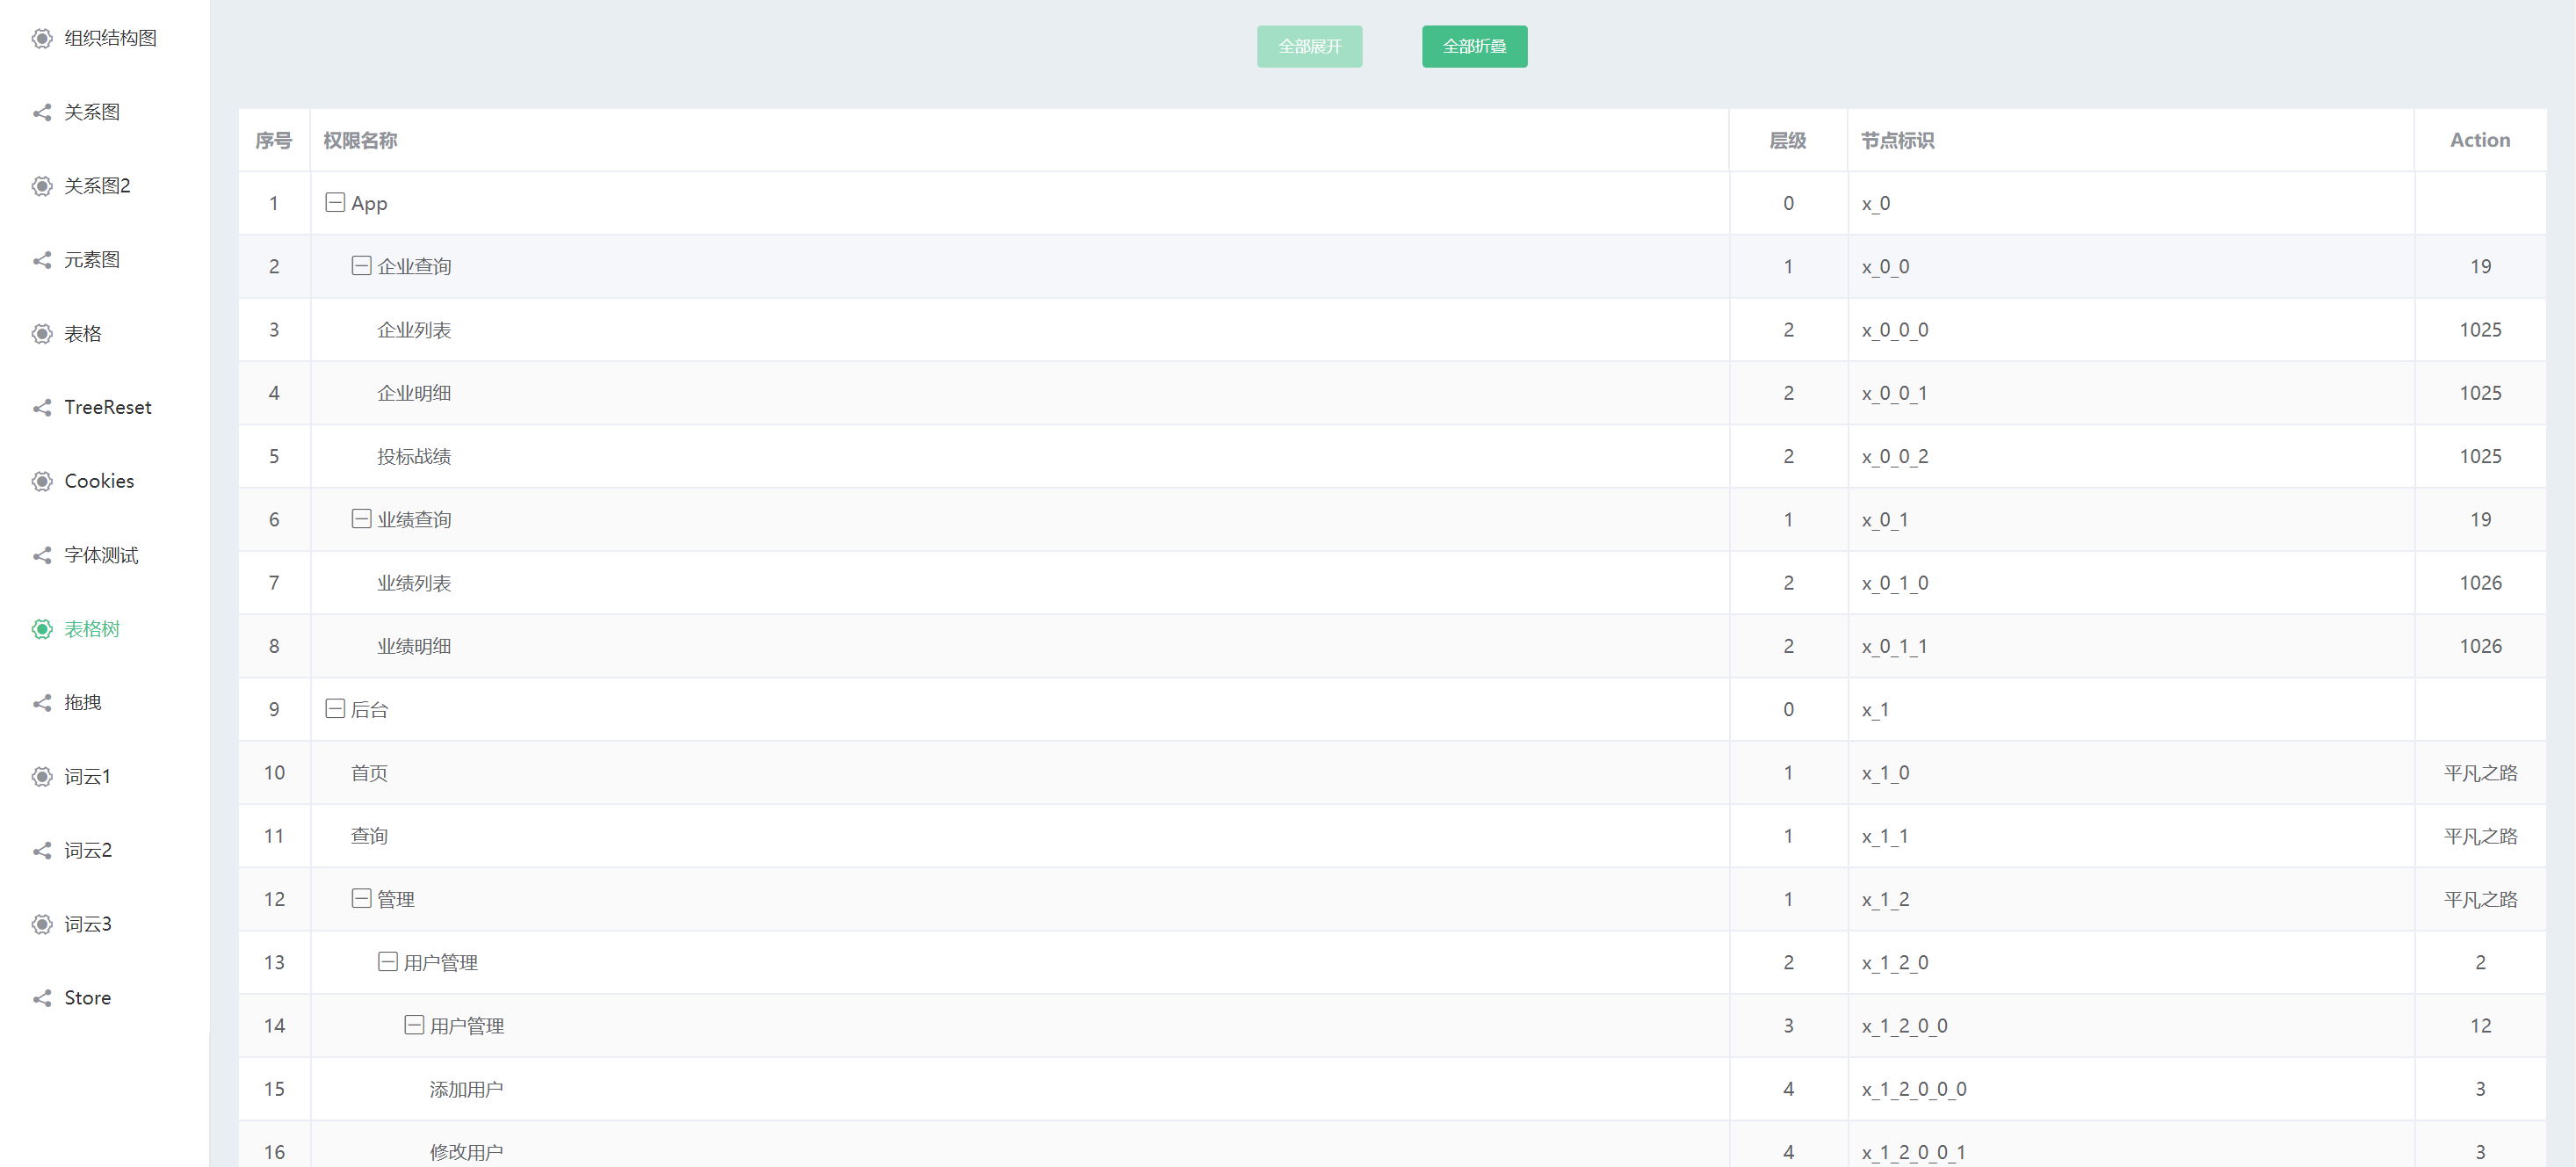 组织结构图
关系图
关系图2
元素图
表格
TreeReset
Cookies
字体测试
表格树
拖拽
词云1
词云2
词云3
Store
全部展开 全部折叠
序号 权限名称 层级 节点标识 Action
1 App 0 x_0
2 企业查询 1 x_0_0 19
3 企业列表 2 x_0_0_0 1025
4 企业明细 2 x_0_0_1 1025
5 投标战绩 2 x_0_0_2 1025
6 业绩查询 1 x_0_1 19
7 业绩列表 2 x_0_1_0 1026
8 业绩明细 2 x_0_1_1 1026
9 后台 0 x_1
10 首页 1 x_1_0 平凡之路
11 查询 1 x_1_1 平凡之路
12 管理 1 x_1_2 平凡之路
13 用户管理 2 x_1_2_0 2
14 用户管理 3 x_1_2_0_0 12
15 添加用户 4 x_1_2_0_0_0 3
16 修改用户 4 x_1_2_0_0_1 3